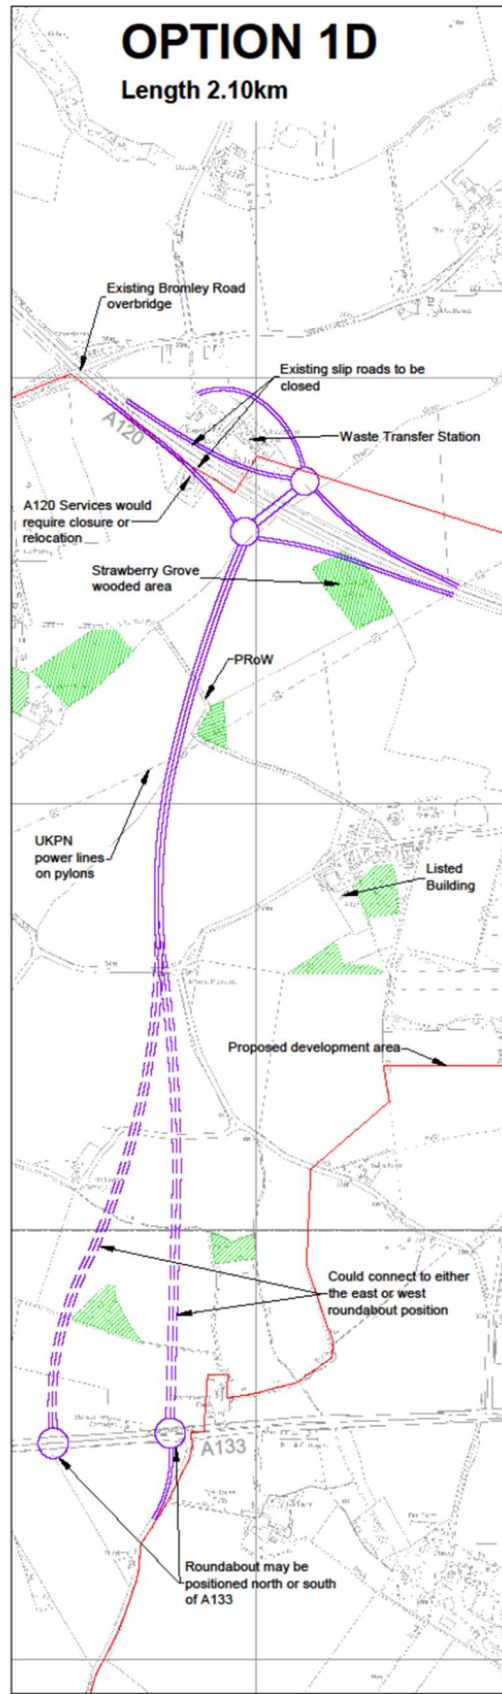 OPTION 1D
Length 2.10km
Existing Bromley Road
overbridge
Existing slip roads to be
closed
A120
Waste Transfer Station
A120 Services would
require closure or
relocation
Strawberry Grove
wooded area
PRoW
UKPN
power lines
on pylons
Listed
Building
Proposed development area
Could connect to either
the east or west
roundabout position
A133
Roundabout may be
positioned north or south
of A133